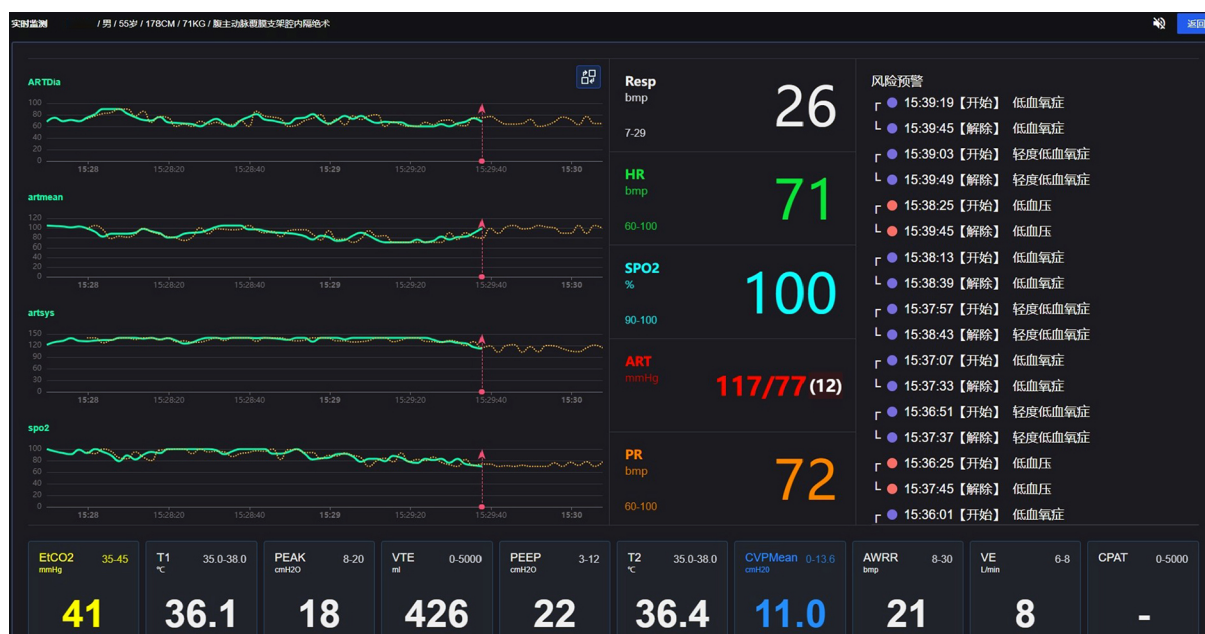 实时监测 / 男 / 55岁 / 178CM / 71KG / 腹主动脉覆膜支架腔内隔绝术
返回
ARTDia
100
80
60
40
20
0
15:28 15:28:20 15:28:40 15:29 15:29:20 15:29:40 15:30
artmean
120
100
80
60
40
20
0
15:28 15:28:20 15:28:40 15:29 15:29:20 15:29:40 15:30
artsys
150
120
90
60
30
0
15:28 15:28:20 15:28:40 15:29 15:29:20 15:29:40 15:30
spo2
100
80
60
40
20
0
15:28 15:28:20 15:28:40 15:29 15:29:20 15:29:40 15:30
Resp
bmp
7-29
26
HR
bmp
60-100
71
SPO2
%
90-100
100
ART
mmHg
117/77 (12)
PR
bmp
60-100
72
风险预警
15:39:19【开始】 低血氧症
15:39:45【解除】 低血氧症
15:39:03【开始】 轻度低血氧症
15:39:49【解除】 轻度低血氧症
15:38:25【开始】 低血压
15:39:45【解除】 低血压
15:38:13【开始】 低血氧症
15:38:39【解除】 低血氧症
15:37:57【开始】 轻度低血氧症
15:38:43【解除】 轻度低血氧症
15:37:07【开始】 低血氧症
15:37:33【解除】 低血氧症
15:36:51【开始】 轻度低血氧症
15:37:37【解除】 轻度低血氧症
15:36:25【开始】 低血压
15:37:45【解除】 低血压
15:36:01【开始】 低血氧症
EtCO2 35-45
mmHg
41
T1 35.0-38.0
℃
36.1
PEAK 8-20
cmH2O
18
VTE 0-5000
ml
426
PEEP 3-12
cmH2O
22
T2 35.0-38.0
℃
36.4
CVPMean 0-13.6
cmH20
11.0
AWRR 8-30
bmp
21
VE 6-8
L/min
8
CPAT 0-5000
-